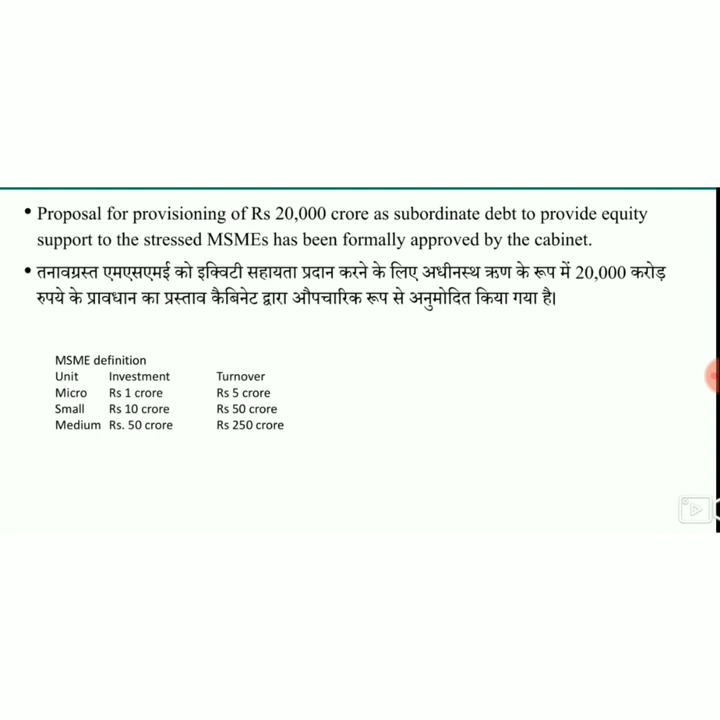 • Proposal for provisioning of Rs 20,000 crore as subordinate debt to provide equity
support to the stressed MSMEs has been formally approved by the cabinet.
• तनावग्रस्त एमएसएमई को इक्विटी सहायता प्रदान करने के लिए अधीनस्थ ऋण के रूप में 20,000 करोड़
रुपये के प्रावधान का प्रस्ताव कैबिनेट द्वारा औपचारिक रूप से अनुमोदित किया गया है।
MSME definition
Unit Investment Turnover
Micro Rs 1 crore Rs 5 crore
Small Rs 10 crore Rs 50 crore
Medium Rs. 50 crore Rs 250 crore